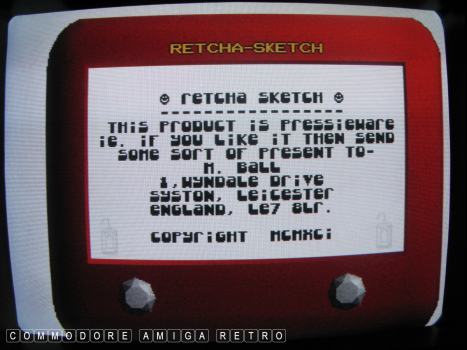 RETCHA-SKETCH
☻ retcha sketch ☻
-------------------
THIS PRODUCT IS PRESSIEWARE
ie. if YOU LIKE IT THEN SEND
SOME SORT OF PRESENT TO-
M. BALL
1,WYNDALE Drive
SYSTON, Leicester
ENGLAND, Le7 8Lr.
COPYriGHT MCMXCi
COMMODORE AMIGA RETRO